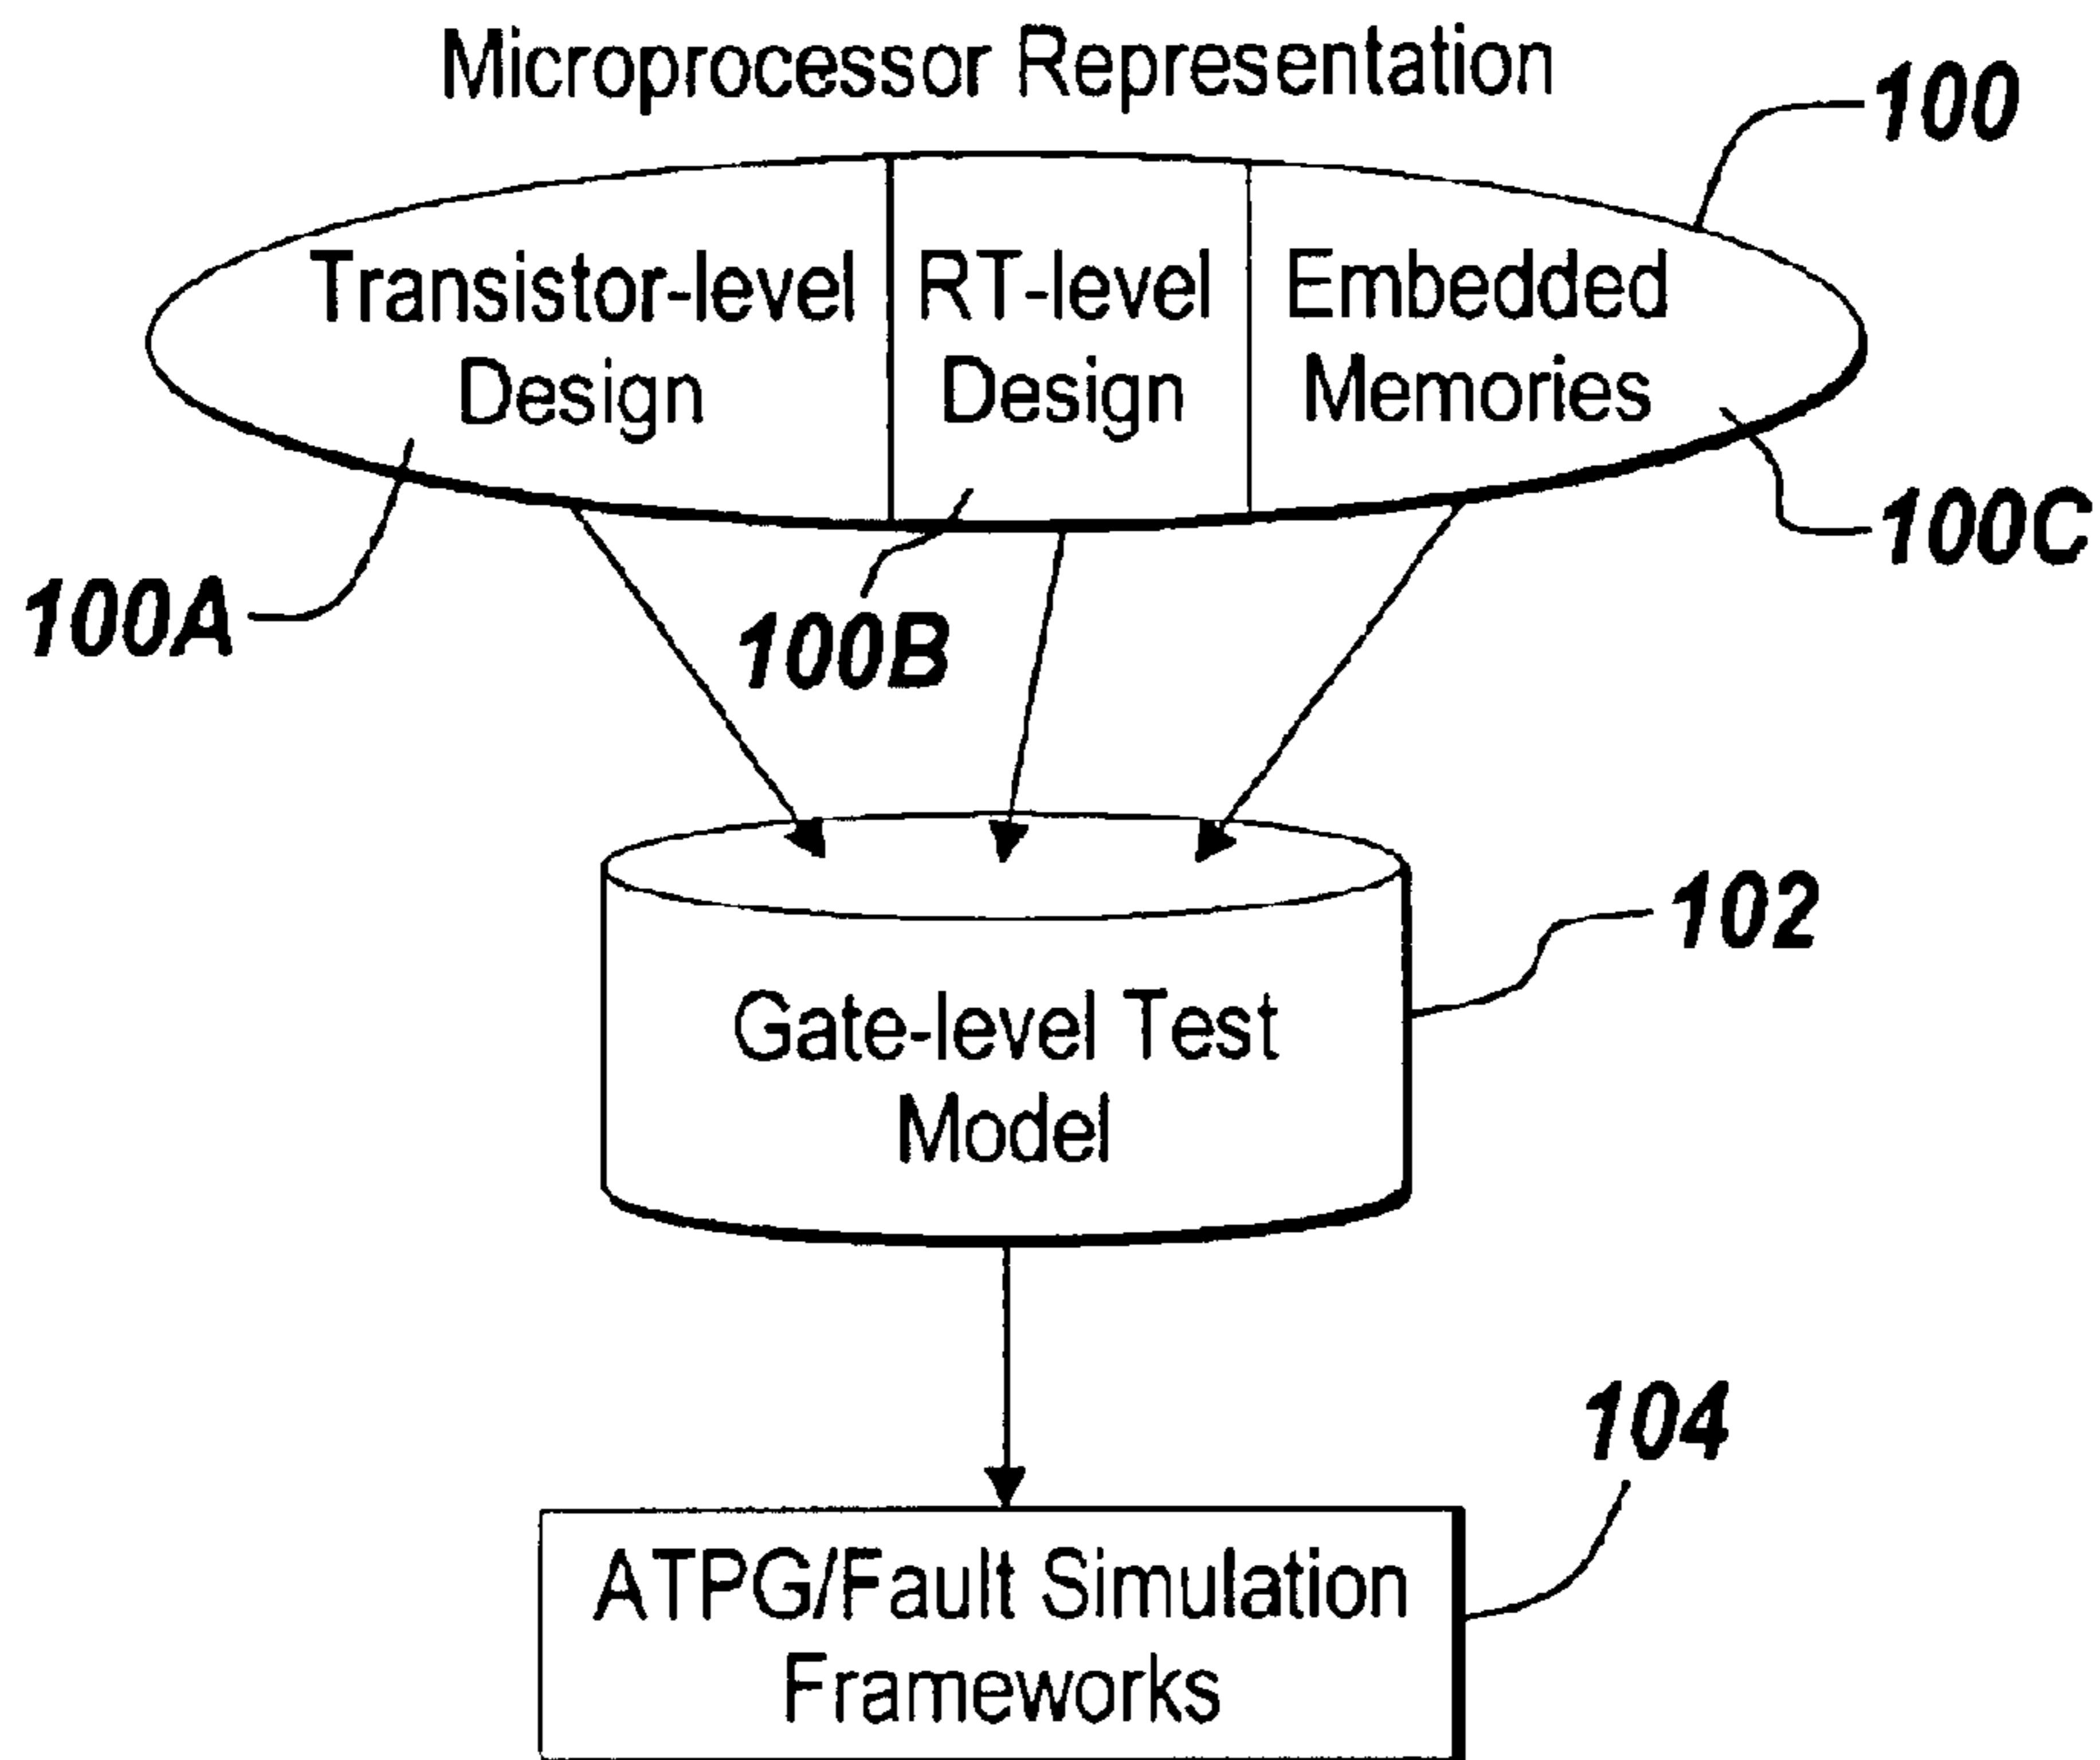 Microprocessor Representation
100
Transistor-level
Design
RT-level
Design
Embedded
Memories
100A
100B
100C
102
Gate-level Test
Model
104
ATPG/Fault Simulation
Frameworks